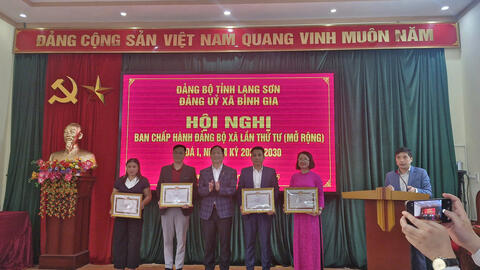 ĐẢNG CỘNG SẢN VIỆT NAM QUANG VINH MUÔN NĂM
ĐẢNG BỘ TỈNH LẠNG SƠN
ĐẢNG UỶ XÃ BÌNH GIA
HỘI NGHỊ
BAN CHẤP HÀNH ĐẢNG BỘ XÃ LẦN THỨ TƯ (MỞ RỘNG)
2030